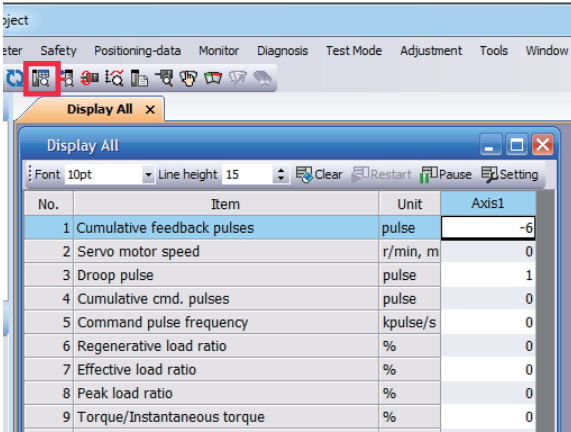 oject
eter Safety Positioning-data Monitor Diagnosis Test Mode Adjustment Tools Window
Display All
Display All
Font 10pt Line height 15 Clear Restart Pause Setting
No. Item Unit Axis1
1 Cumulative feedback pulses pulse -6
2 Servo motor speed r/min, m 0
3 Droop pulse pulse 1
4 Cumulative cmd. pulses pulse 0
5 Command pulse frequency kpulse/s 0
6 Regenerative load ratio % 0
7 Effective load ratio % 0
8 Peak load ratio % 0
9 Torque/Instantaneous torque % 0